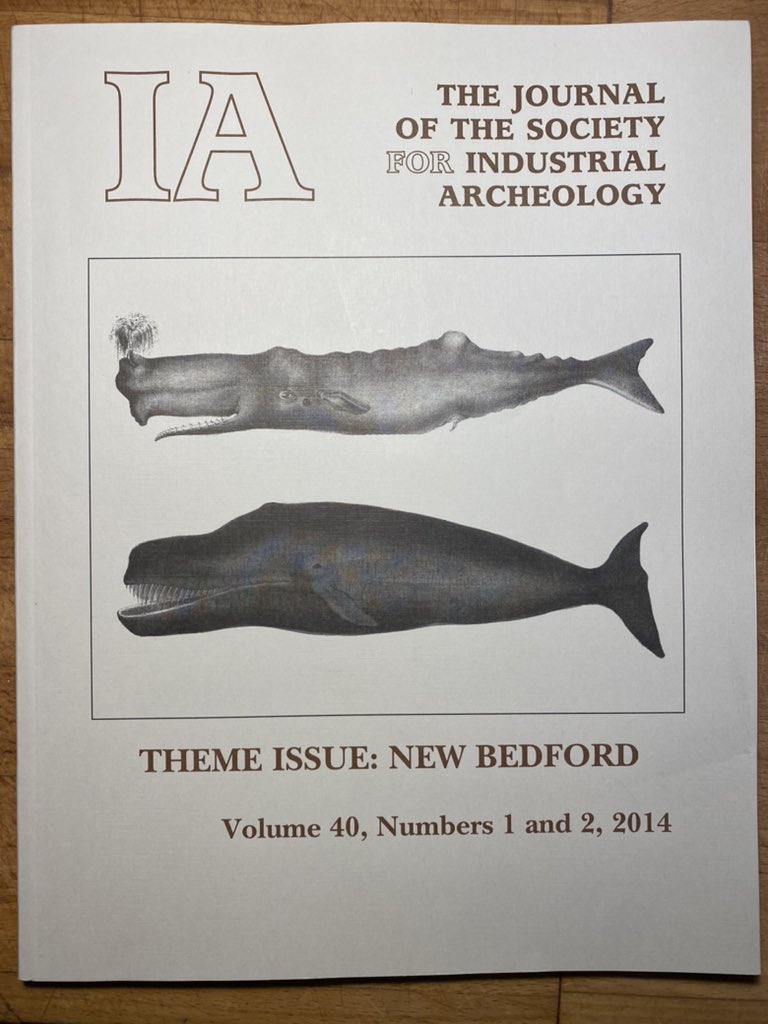 IA
THE JOURNAL
OF THE SOCIETY
FOR INDUSTRIAL
ARCHEOLOGY
THEME ISSUE: NEW BEDFORD
Volume 40, Numbers 1 and 2, 2014